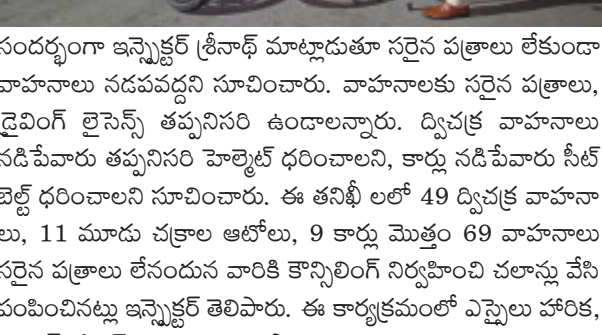 సందర్భంగా ఇన్స్పెక్టర్ శ్రీనాథ్ మాట్లాడుతూ సరైన పత్రాలు లేకుండా
వాహనాలు నడపవద్దని సూచించారు. వాహనాలకు సరైన పత్రాలు,
డ్రైవింగ్ లైసెన్స్ తప్పనిసరి ఉండాలన్నారు. ద్విచక్ర వాహనాలు
నడిపేవారు తప్పనిసరి హెల్మెట్ ధరించాలని, కార్లు నడిపేవారు సీట్
బెల్ట్ ధరించాలని సూచించారు. ఈ తనిఖీ లలో 49 ద్విచక్ర వాహనా
లు, 11 మూడు చక్రాల ఆటోలు, 9 కార్లు మొత్తం 69 వాహనాలు
సరైన పత్రాలు లేనందున వారికి కౌన్సిలింగ్ నిర్వహించి చలాన్లు వేసి
పంపించినట్లు ఇన్స్పెక్టర్ తెలిపారు. ఈ కార్యక్రమంలో ఎస్సైలు హారిక,